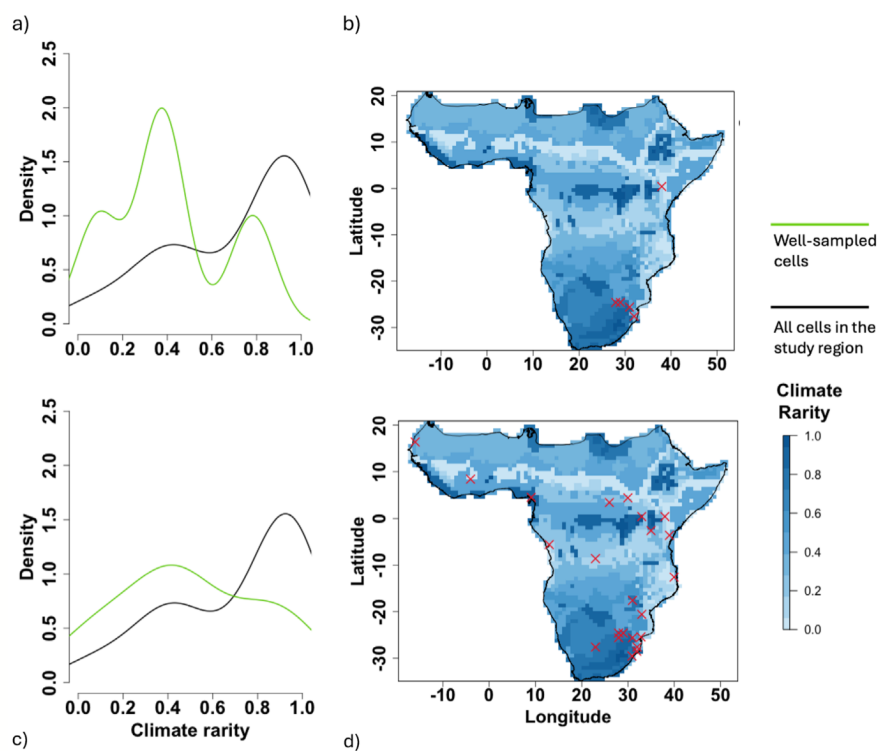 a)
b)
2.5
2.0
1.5
1.0
0.5
0.0
Density
0.0 0.2 0.4 0.6 0.8 1.0
20
10
0
-10
-20
-30
Latitude
-10 0 10 20 30 40 50
Well-sampled
cells
All cells in the
study region
2.5
2.0
1.5
1.0
0.5
0.0
Density
0.0 0.2 0.4 0.6 0.8 1.0
Climate rarity
20
10
0
-10
-20
-30
Latitude
-10 0 10 20 30 40 50
Longitude
Climate
Rarity
1.0
0.8
0.6
0.4
0.2
0.0
c)
d)